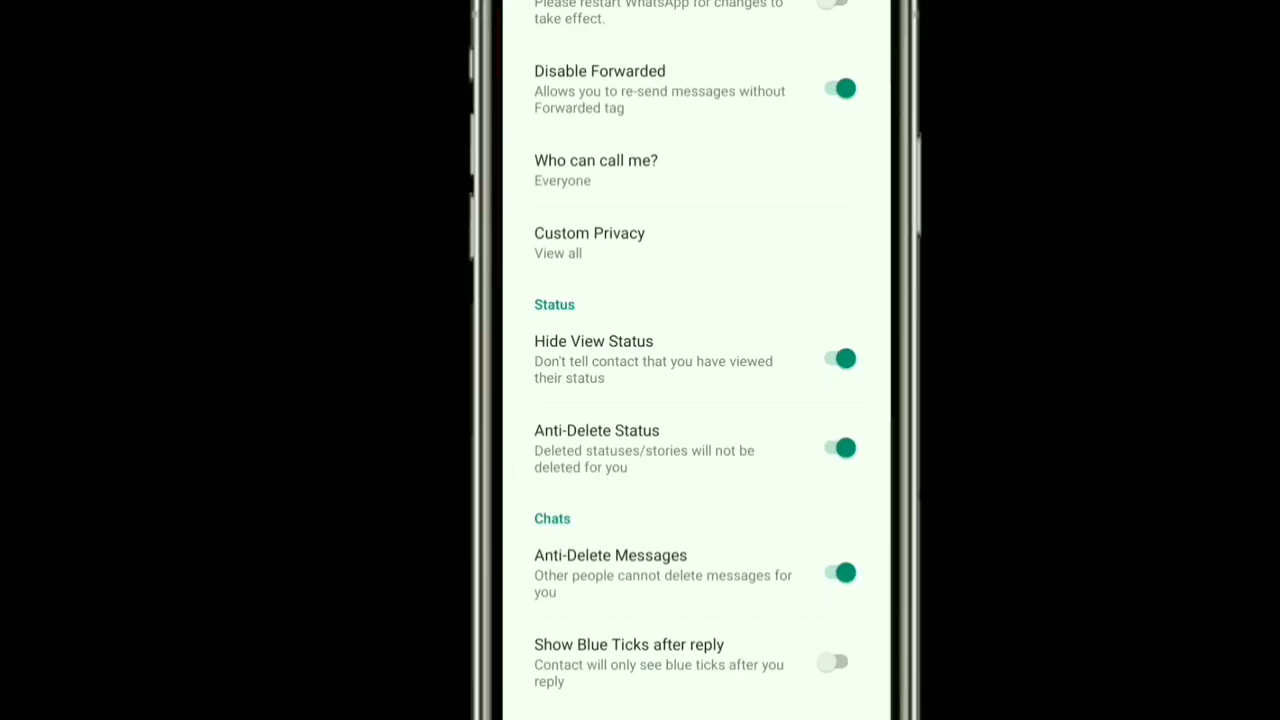 Please restart WhatsApp for changes to
take effect.
Disable Forwarded
Allows you to re-send messages without
Forwarded tag
Who can call me?
Everyone
Custom Privacy
View all
Status
Hide View Status
Don't tell contact that you have viewed
their status
Anti-Delete Status
Deleted statuses/stories will not be
deleted for you
Chats
Anti-Delete Messages
Other people cannot delete messages for
you
Show Blue Ticks after reply
Contact will only see blue ticks after you
reply